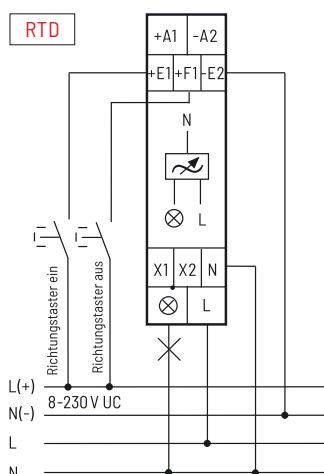 RTD
+A1 -A2
+E1 +F1 -E2
N
L
X1 X2 N
L
Richtungstaster ein
Richtungstaster aus
L(+)
8-230 V UC
N(-)
L
N